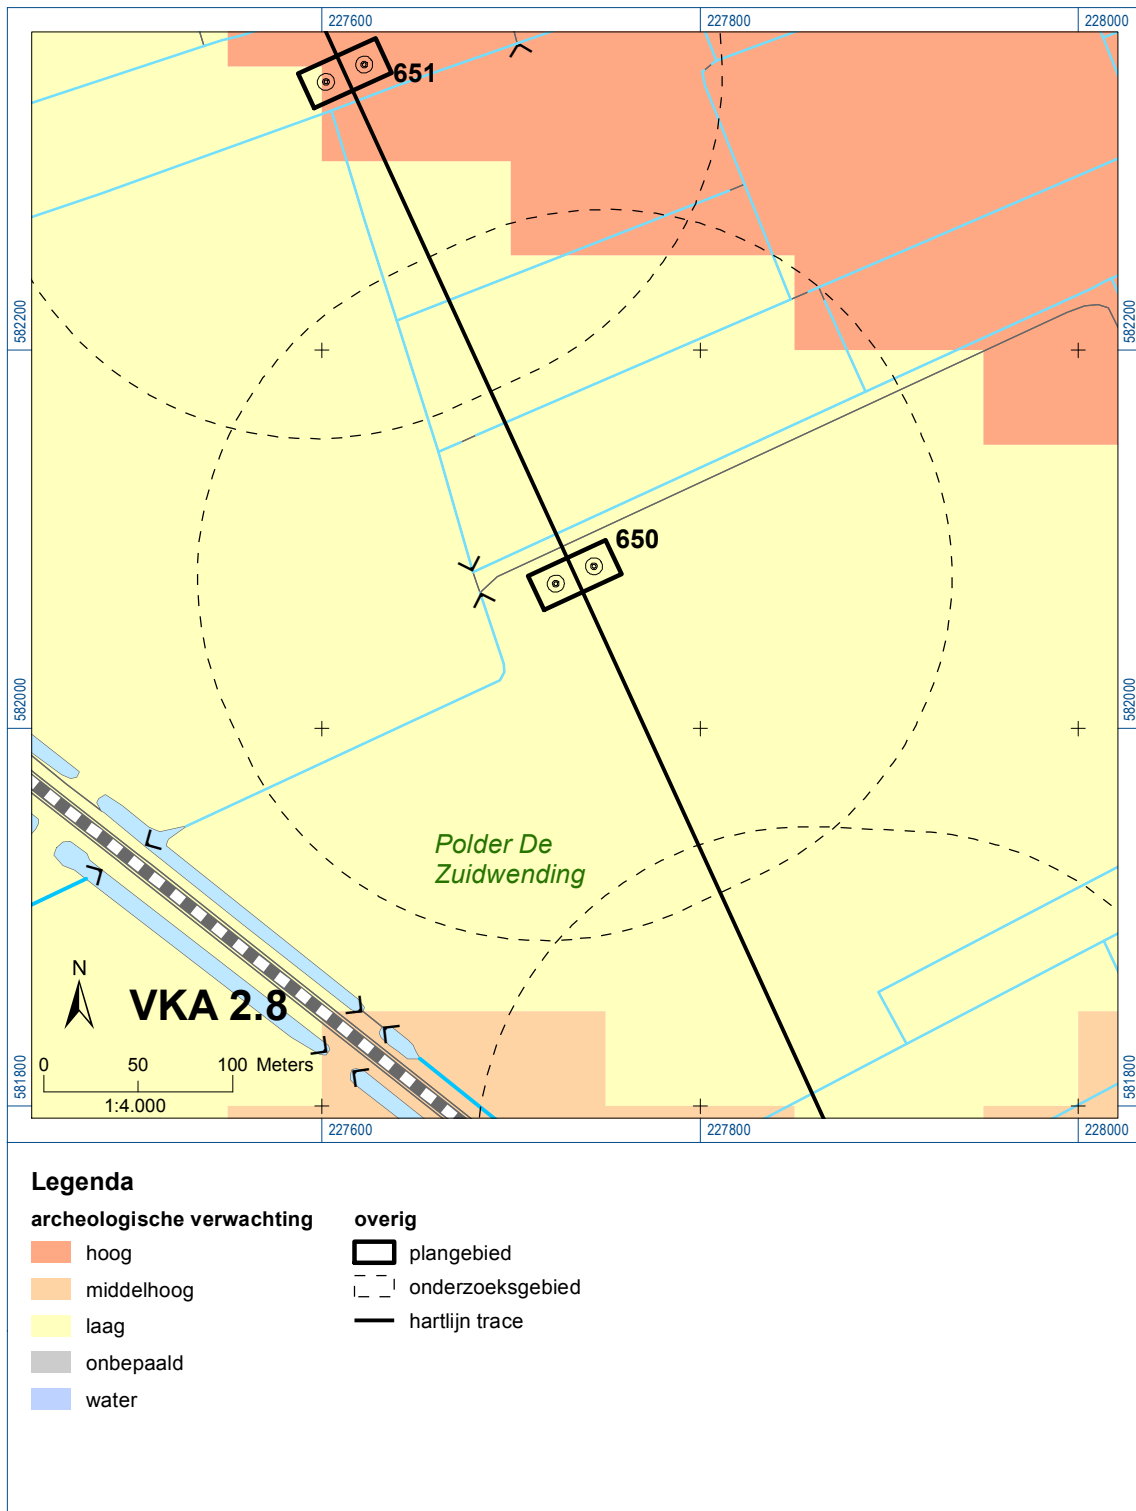 227600
227800
228000
651
582200
582200
650
582000
582000
Polder De
Zuidwending
N
VKA 2.8
0 50 100 Meters
1:4.000
581800
581800
227600
227800
228000
Legenda
archeologische verwachting
hoog
middelhoog
laag
onbepaald
water
overig
plangebied
onderzoeksgebied
hartlijn trace